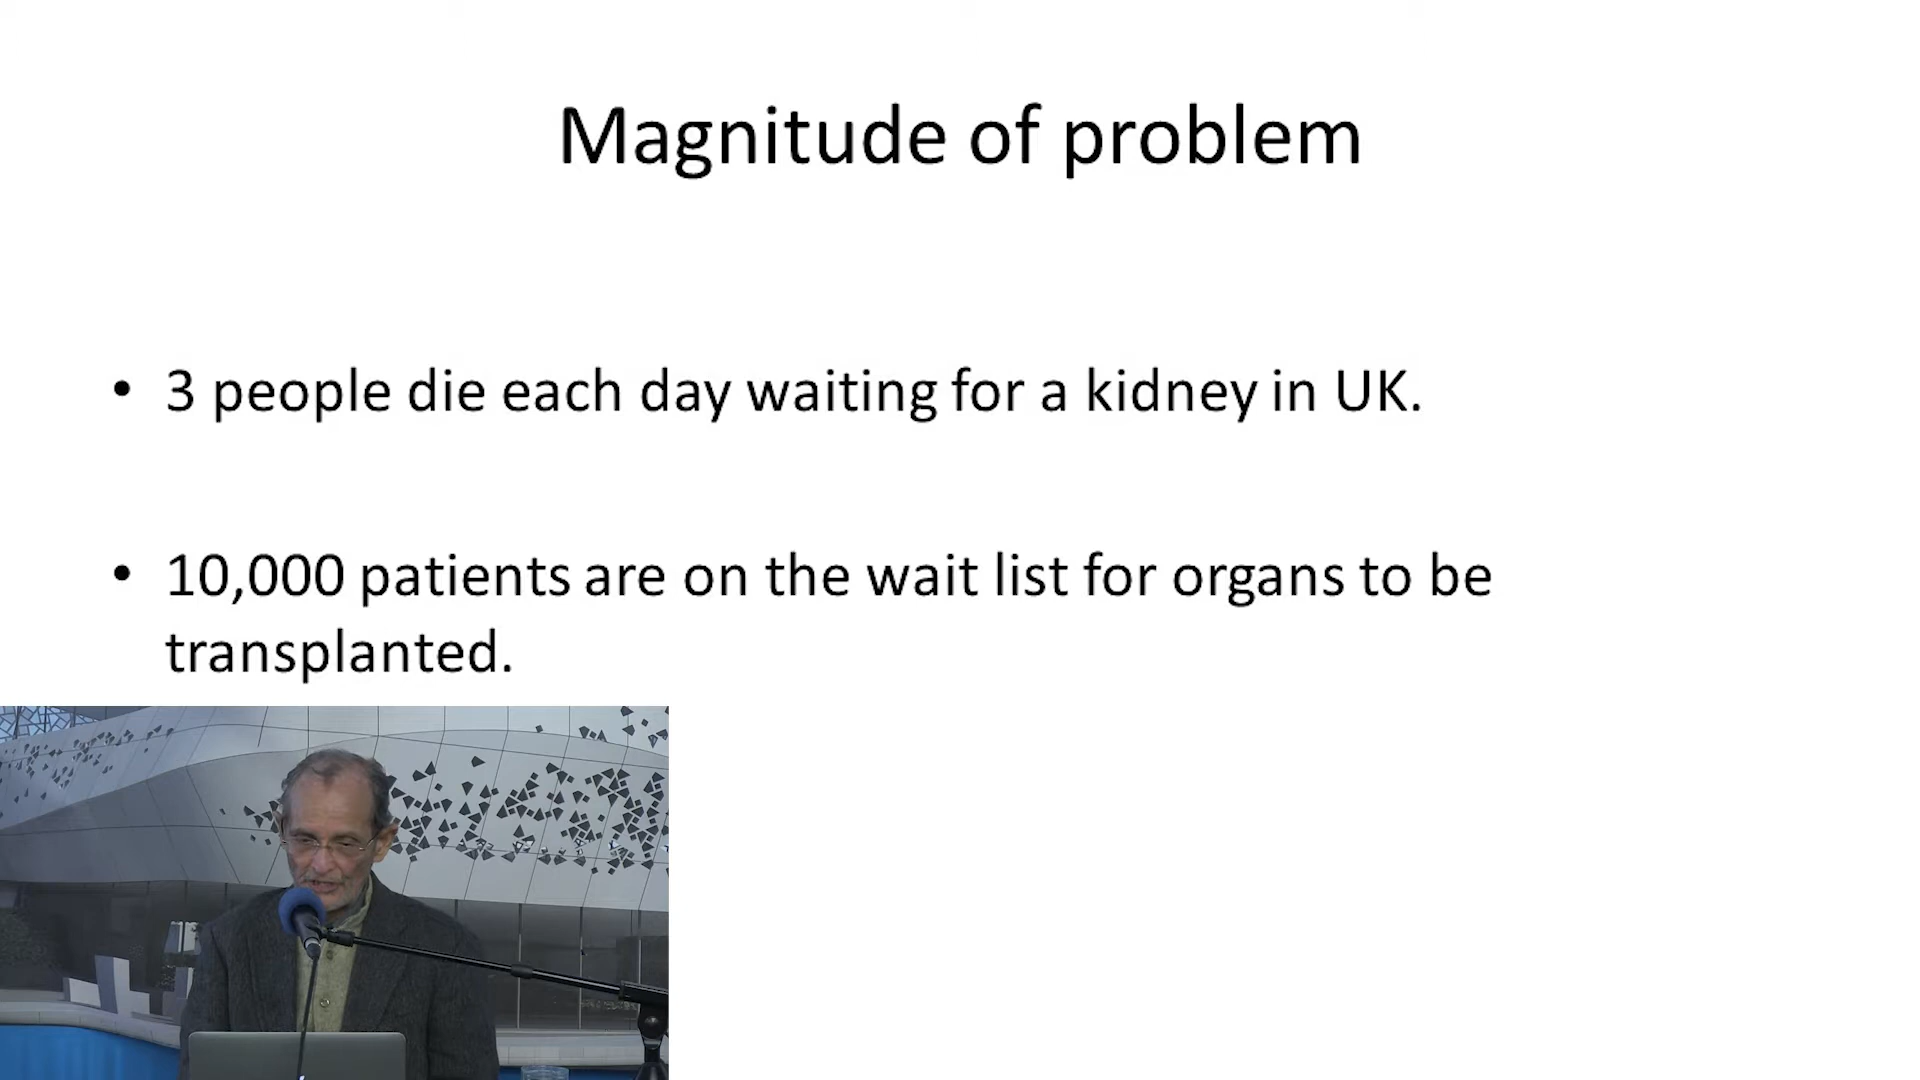 Magnitude of problem
• 3 people die each day waiting for a kidney in UK.
• 10,000 patients are on the wait list for organs to be
transplanted.